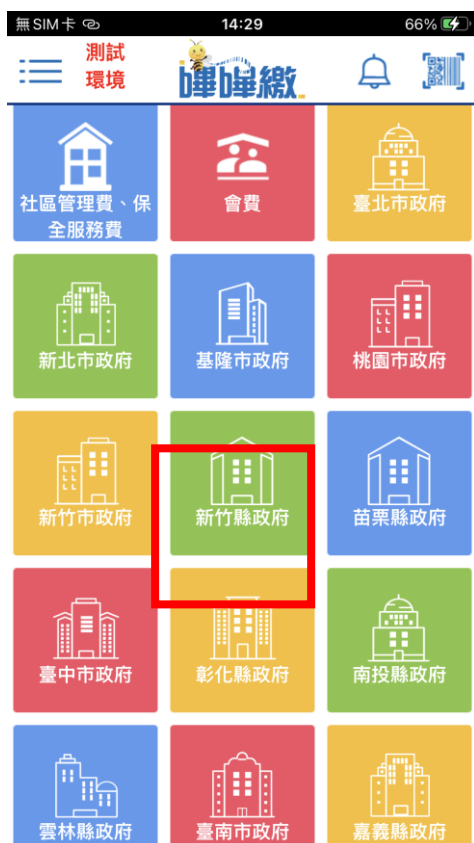 無SIM卡 14:29 66%
測試
環境
嗶嗶繳
社區管理費、保
全服務費
會費
臺北市政府
新北市政府
基隆市政府
桃園市政府
新竹市政府
新竹縣政府
苗栗縣政府
臺中市政府
彰化縣政府
南投縣政府
雲林縣政府
臺南市政府
嘉義縣政府